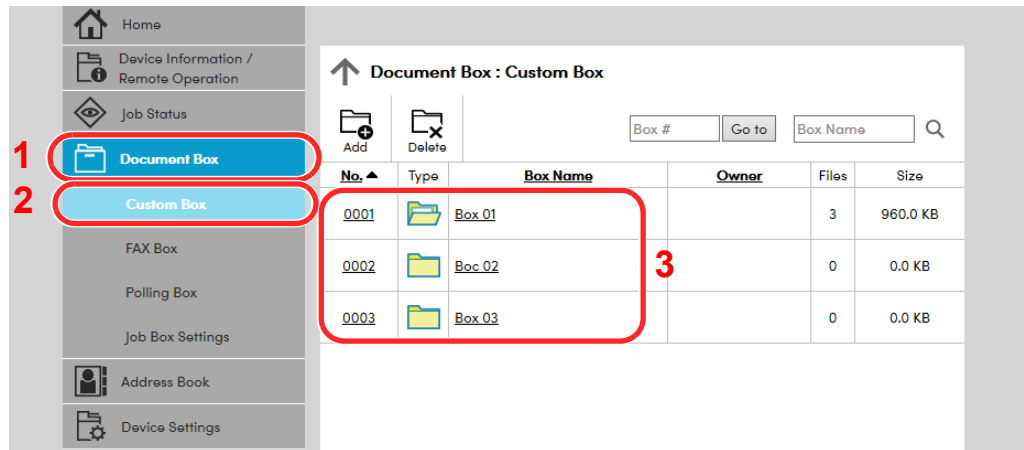 Home
Device Information /
Remote Operation
Job Status
1
Document Box
2
Custom Box
FAX Box
Polling Box
Job Box Settings
Address Book
Device Settings
Document Box : Custom Box
Add
Delete
Box #
Go to
Box Name
No. Type Box Name Owner Files Size
0001 Box 01 3 960.0 KB
0002 Boc 02 0 0.0 KB
3
0003 Box 03 0 0.0 KB